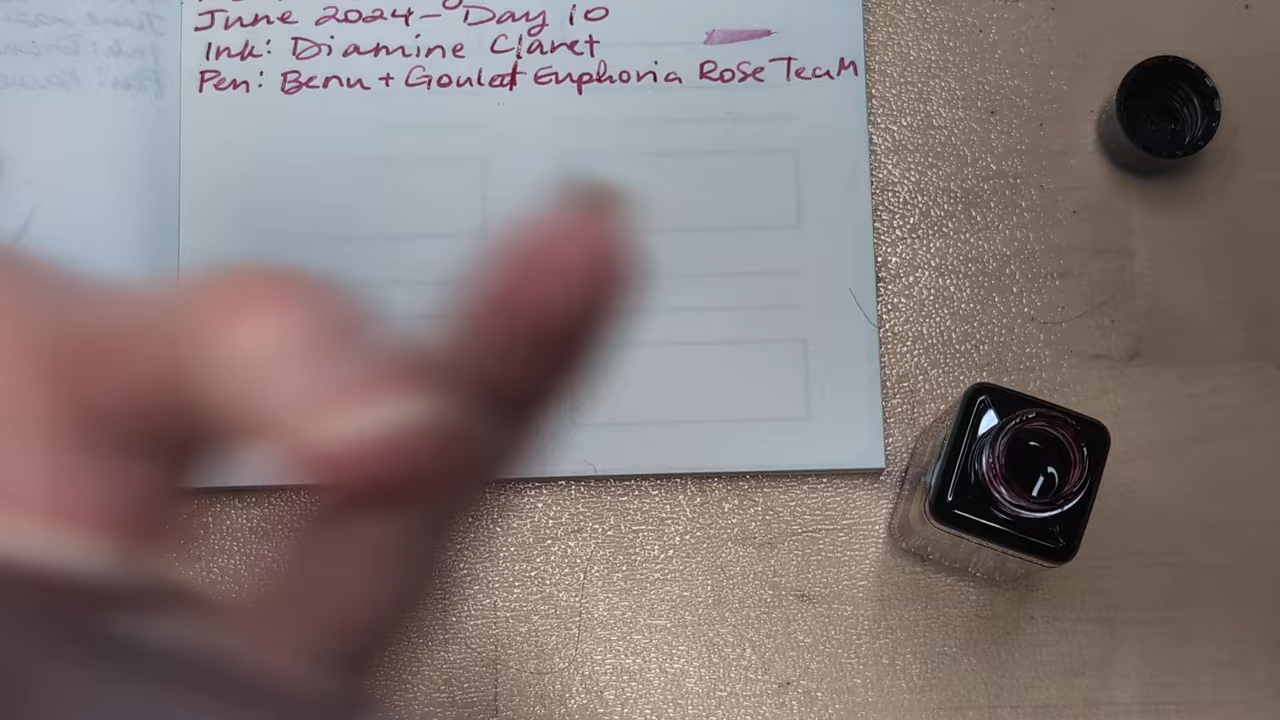 June 2024 - Day 10
Ink: Diamine Claret
Pen: Benu + Goulet Euphoria Rose Team